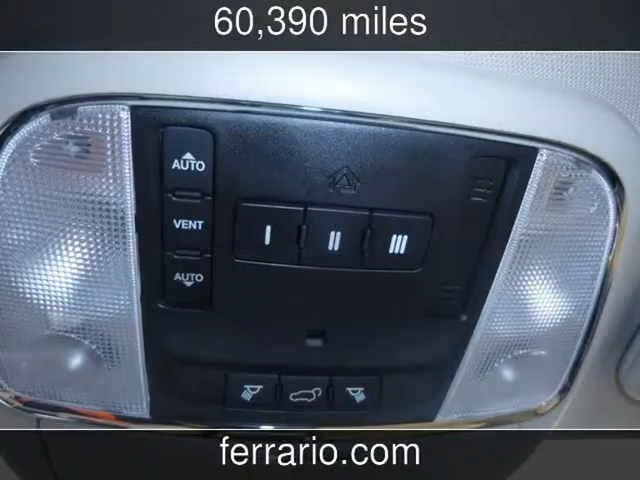 60,390 miles
AUTO
VENT
I II III
AUTO
ferrario.com